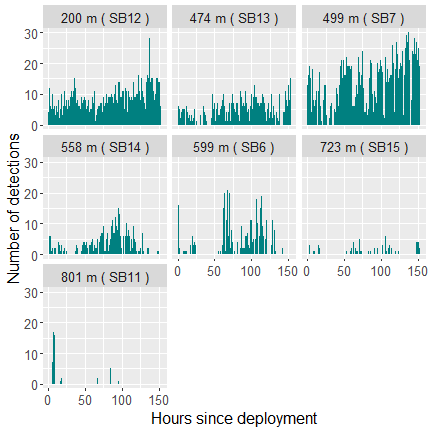 200 m ( SB12 ) 474 m ( SB13 ) 499 m ( SB7 )
30
20
10
0
558 m ( SB14 ) 599 m ( SB6 ) 723 m ( SB15 )
30
20
10
0
0 50 100 150 0 50 100 150
801 m ( SB11 )
30
20
10
0
0 50 100 150
Number of detections
Hours since deployment